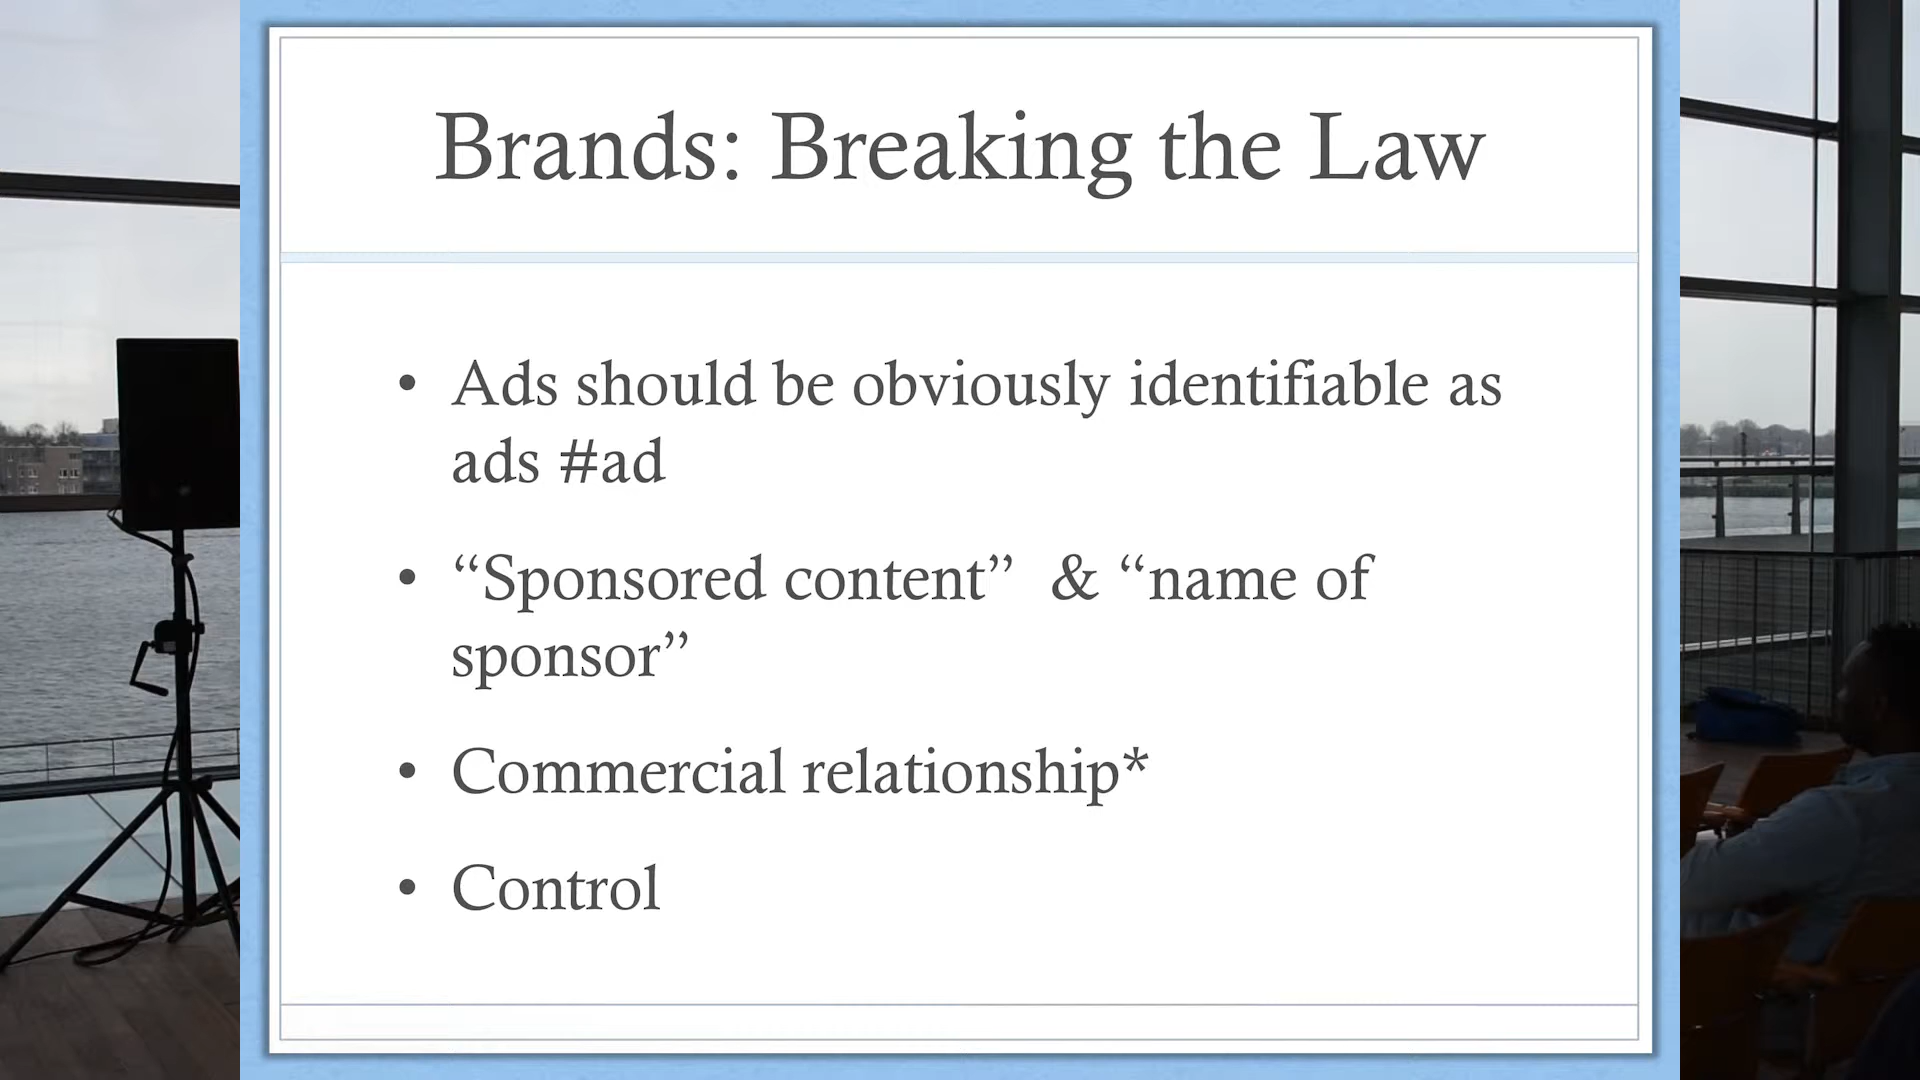 Brands: Breaking the Law
• Ads should be obviously identifiable as
ads #ad
• “Sponsored content”  & “name of
sponsor”
• Commercial relationship*
• Control